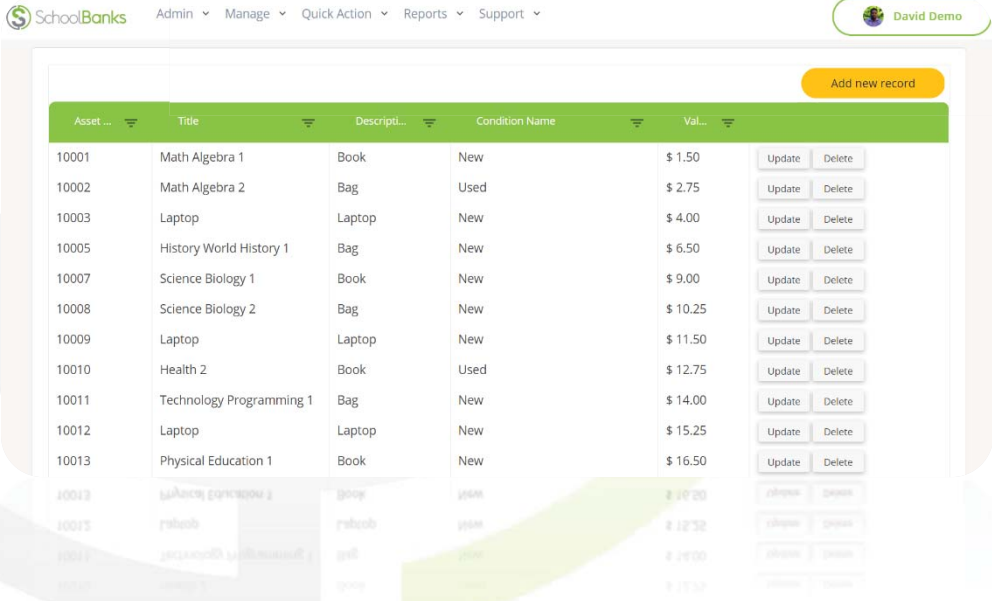 SchoolBanks Admin Manage Quick Action Reports Support David Demo
Add new record
Asset ... Title Descripti... Condition Name Val...
10001 Math Algebra 1 Book New $ 1.50 Update Delete
10002 Math Algebra 2 Bag Used $ 2.75 Update Delete
10003 Laptop Laptop New $ 4.00 Update Delete
10005 History World History 1 Bag New $ 6.50 Update Delete
10007 Science Biology 1 Book New $ 9.00 Update Delete
10008 Science Biology 2 Bag New $ 10.25 Update Delete
10009 Laptop Laptop New $ 11.50 Update Delete
10010 Health 2 Book Used $ 12.75 Update Delete
10011 Technology Programming 1 Bag New $ 14.00 Update Delete
10012 Laptop Laptop New $ 15.25 Update Delete
10013 Physical Education 1 Book New $ 16.50 Update Delete